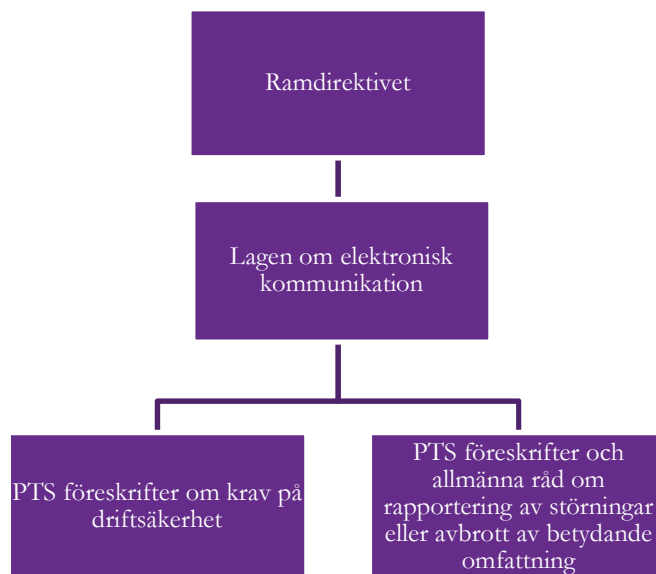 Ramdirektivet
Lagen om elektronisk
kommunikation
PTS föreskrifter om krav på
driftsäkerhet
PTS föreskrifter och
allmänna råd om
rapportering av störningar
eller avbrott av betydande
omfattning